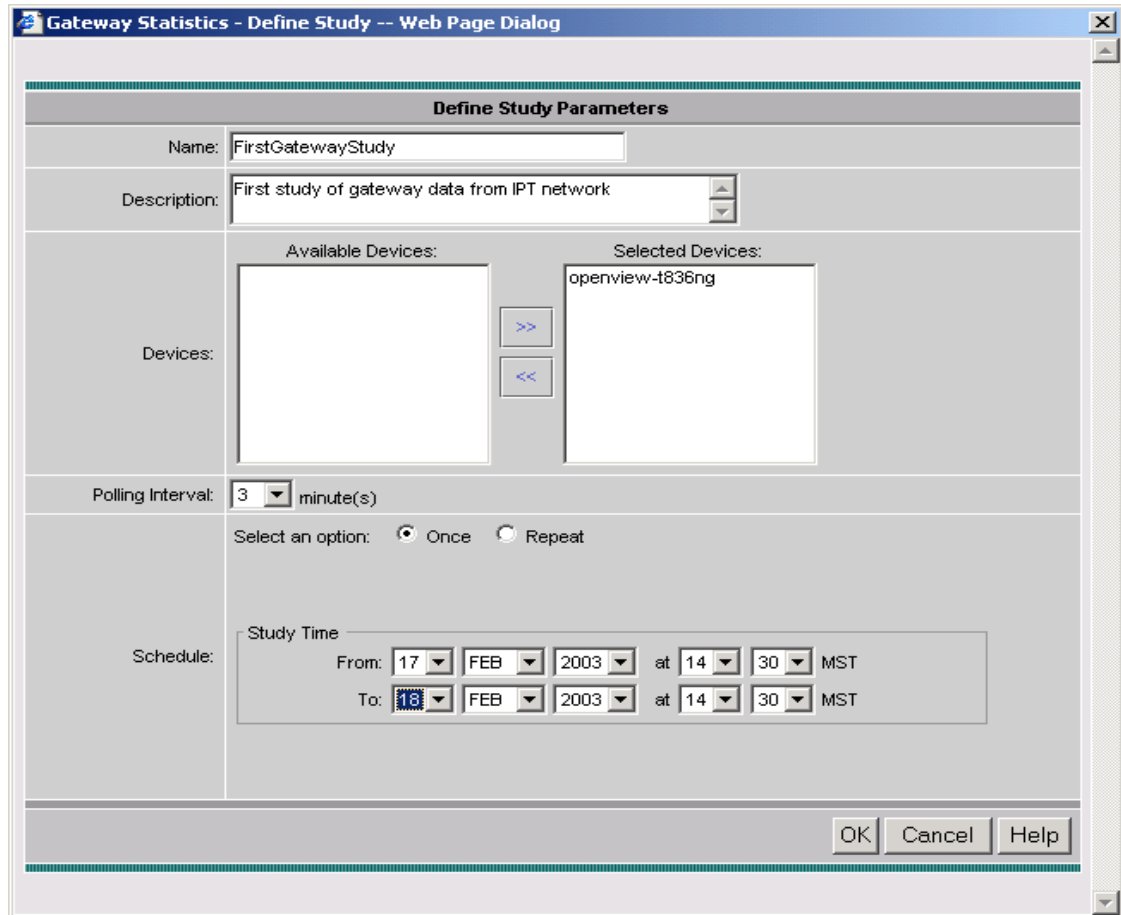 Gateway Statistics - Define Study -- Web Page Dialog
Define Study Parameters
Name: FirstGatewayStudy
Description: First study of gateway data from IPT network
Available Devices: Selected Devices:
openview-t836ng
Devices: >>
<<
Polling Interval: 3 minute(s)
Select an option: Once Repeat
Study Time
Schedule: From: 17 FEB 2003 at 14 30 MST
To: 18 FEB 2003 at 14 30 MST
OK Cancel Help